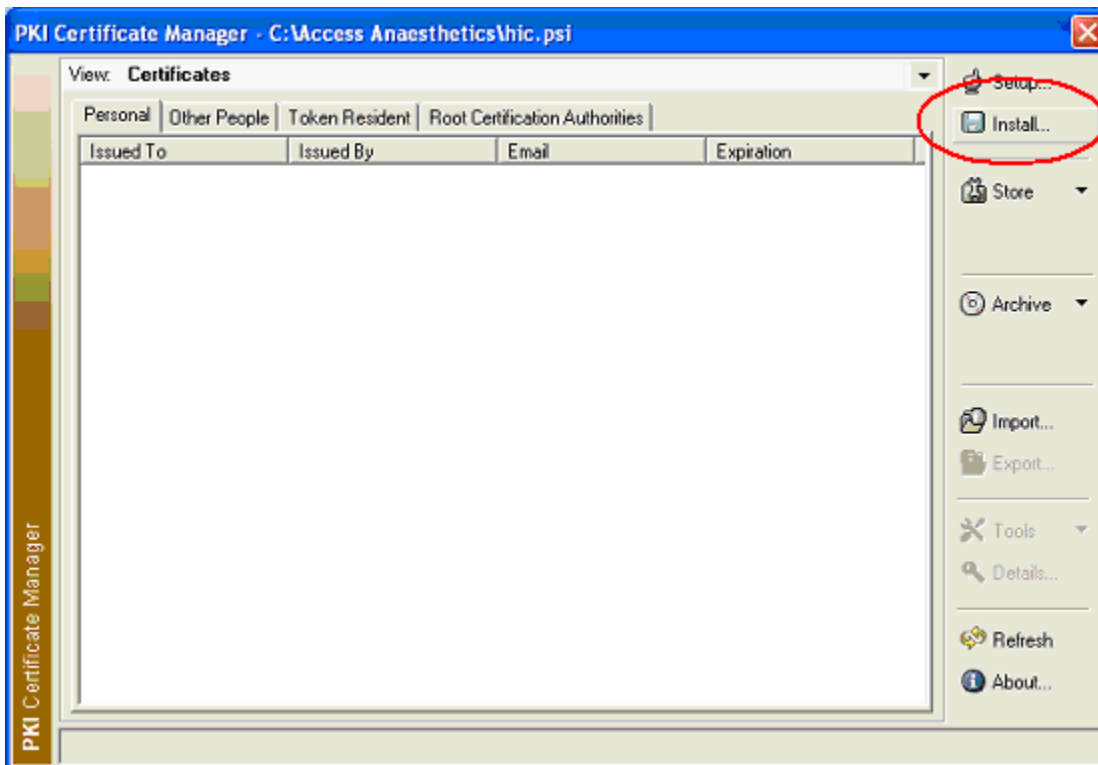 PKI Certificate Manager - C:\Access Anaesthetics\hic.psi
View: Certificates
Personal Other People Token Resident Root Certification Authorities
Issued To Issued By Email Expiration
Setup...
Install...
Store
Archive
Import...
Export...
Tools
Details...
Refresh
About...
PKI Certificate Manager